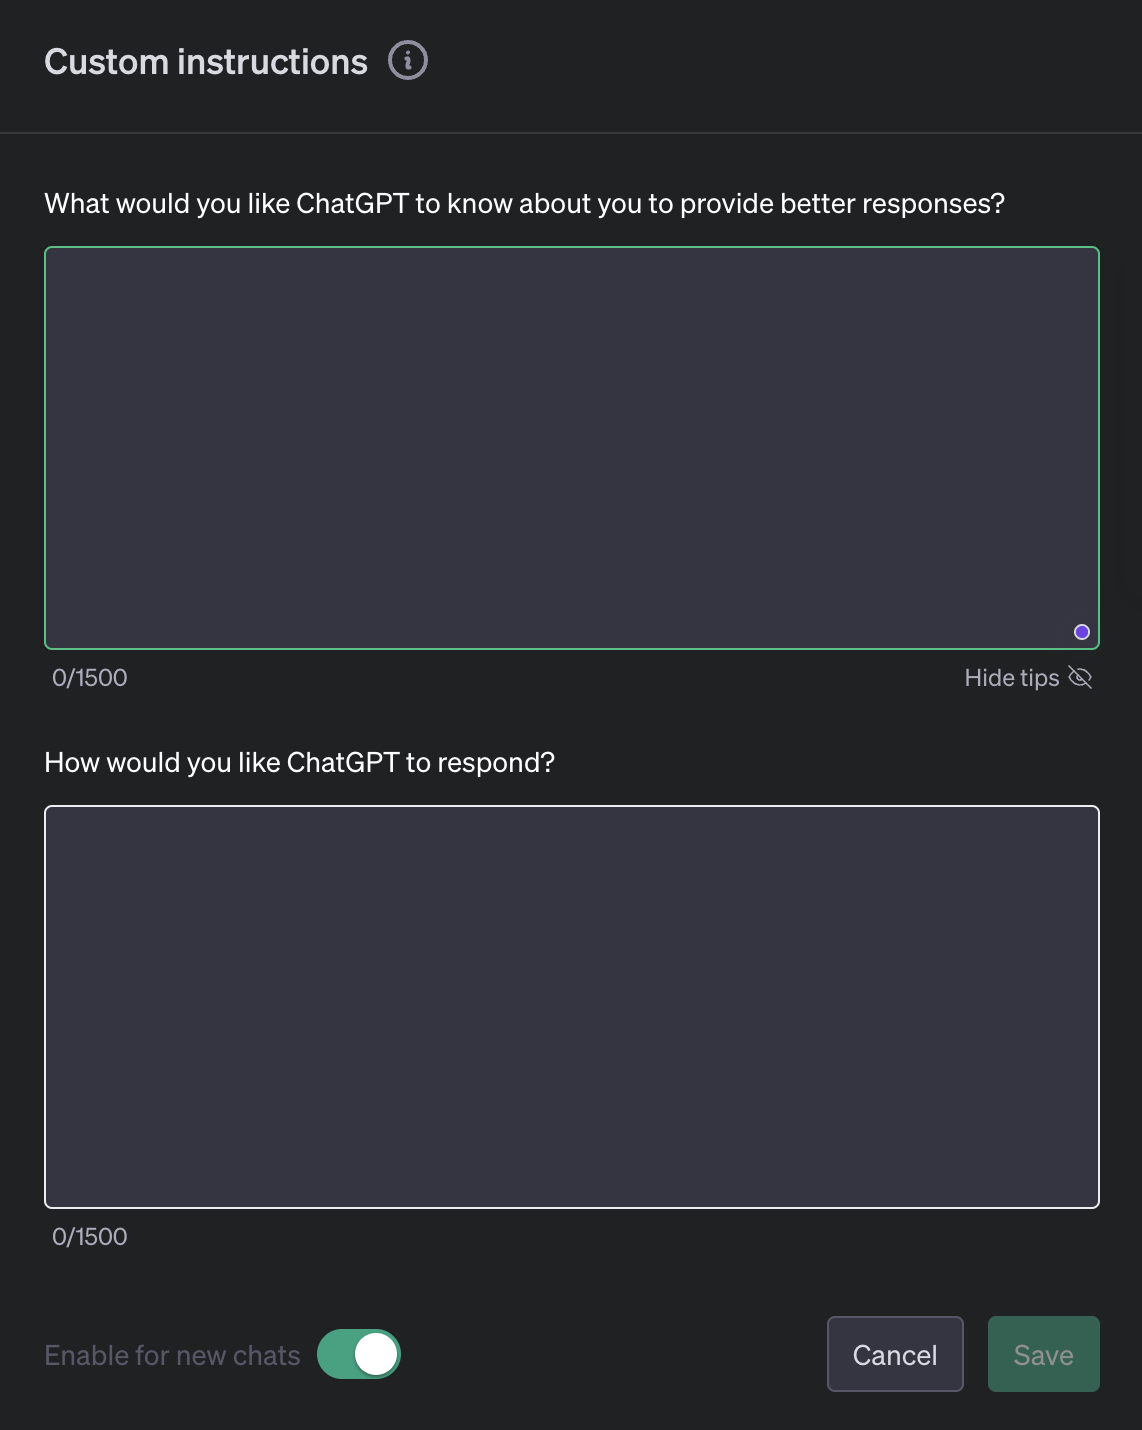 Custom instructions
What would you like ChatGPT to know about you to provide better responses?
0/1500
Hide tips
How would you like ChatGPT to respond?
0/1500
Enable for new chats
Cancel
Save